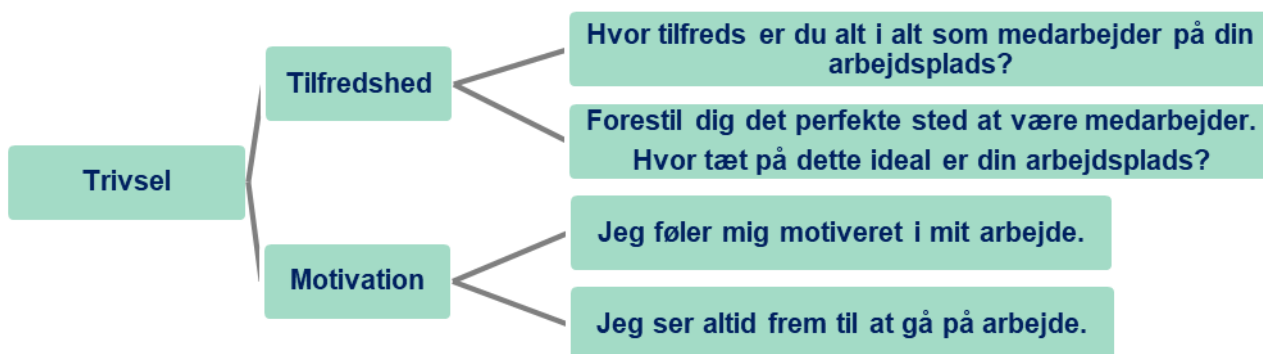 Hvor tilfreds er du alt i alt som medarbejder på din
arbejdsplads?
Tilfredshed
Forestil dig det perfekte sted at være medarbejder.
Hvor tæt på dette ideal er din arbejdsplads?
Trivsel
Jeg føler mig motiveret i mit arbejde.
Motivation
Jeg ser altid frem til at gå på arbejde.